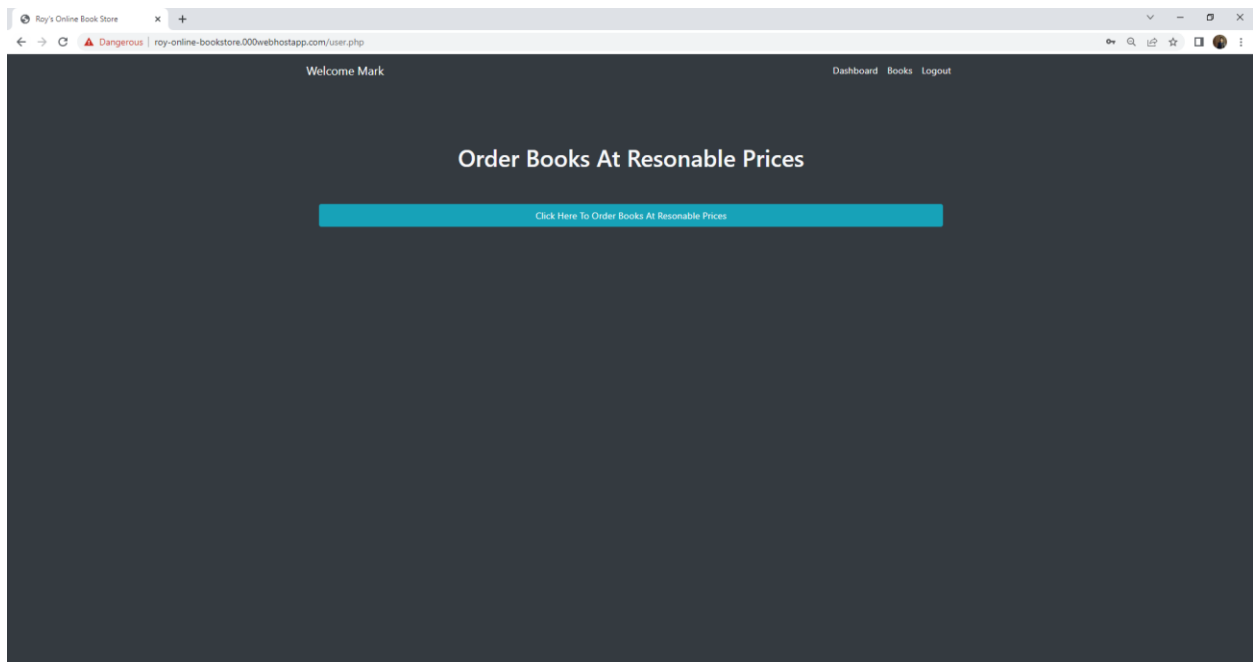 Roy's Online Book Store
Dangerous roy-online-bookstore.000webhostapp.com/user.php
Welcome Mark Dashboard Books Logout
Order Books At Resonable Prices
Click Here To Order Books At Resonable Prices